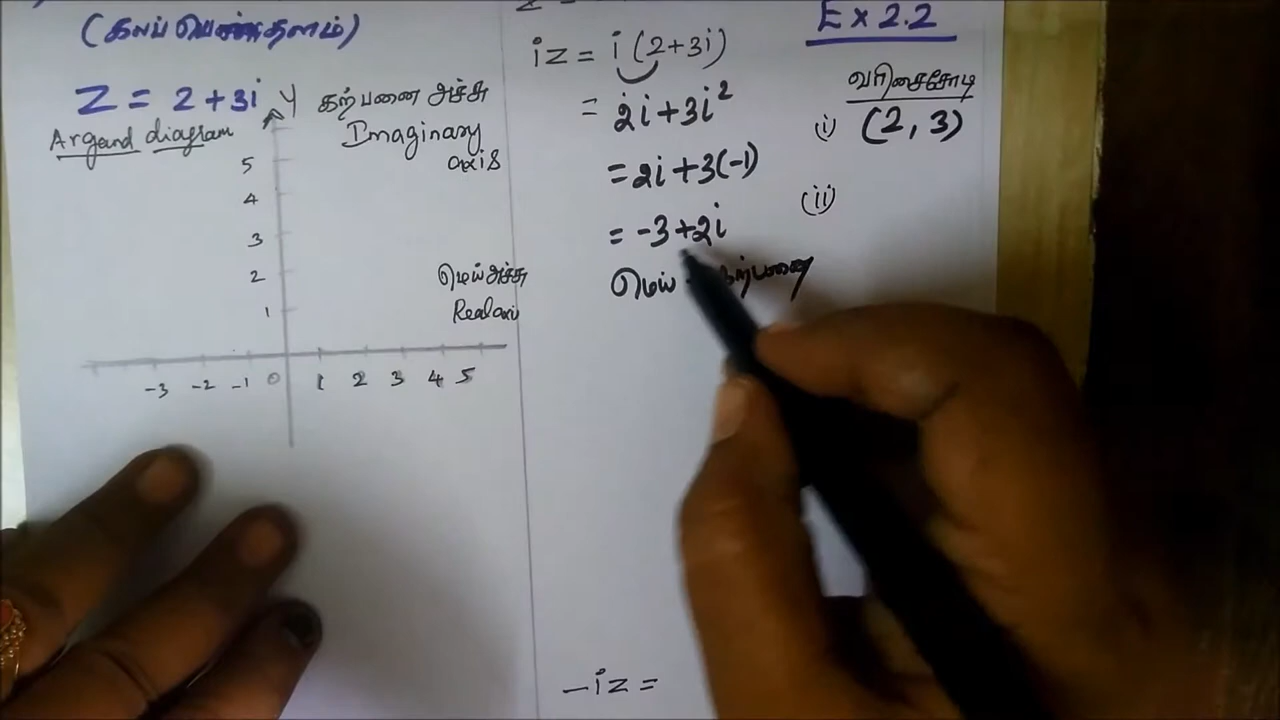 (கலப்பெண்தளம்)
Z = 2 + 3i
Argand diagram
Y
கற்பனை அச்சு
Imaginary
axis
5
4
3
2
1
மெய் அச்சு
Real axis
-3 -2 -1 0 1 2 3 4 5
iz = i (2+3i)
= 2i + 3i²
= 2i + 3(-1)
= -3 + 2i
மெய்
-iz =
Ex 2.2
வரிசைசோடி
(i) (2, 3)
(ii)